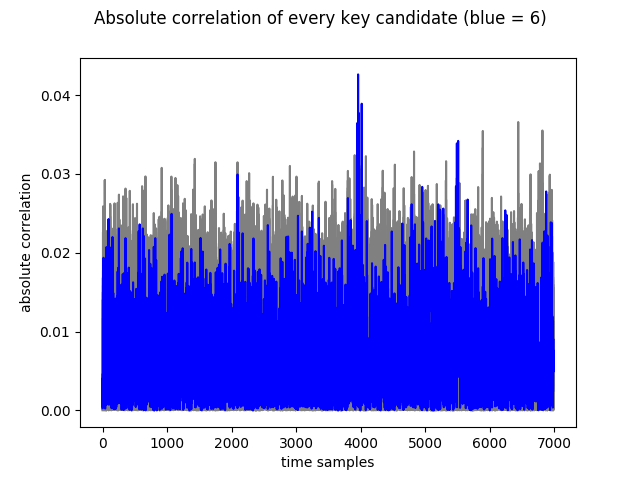 Absolute correlation of every key candidate (blue = 6)
absolute correlation
0.04
0.03
0.02
0.01
0.00
0 1000 2000 3000 4000 5000 6000 7000
time samples